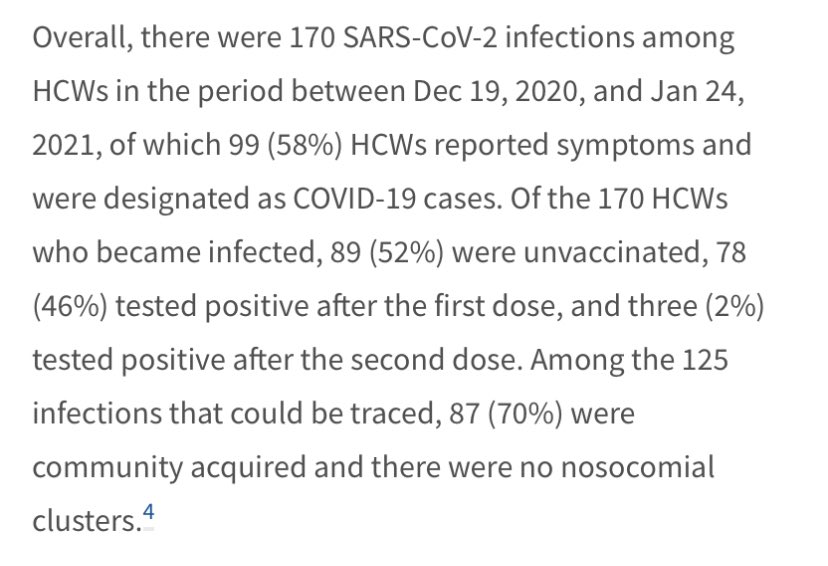 Overall, there were 170 SARS-CoV-2 infections among
HCWs in the period between Dec 19, 2020, and Jan 24,
2021, of which 99 (58%) HCWs reported symptoms and
were designated as COVID-19 cases. Of the 170 HCWs
who became infected, 89 (52%) were unvaccinated, 78
(46%) tested positive after the first dose, and three (2%)
tested positive after the second dose. Among the 125
infections that could be traced, 87 (70%) were
community acquired and there were no nosocomial
clusters.4